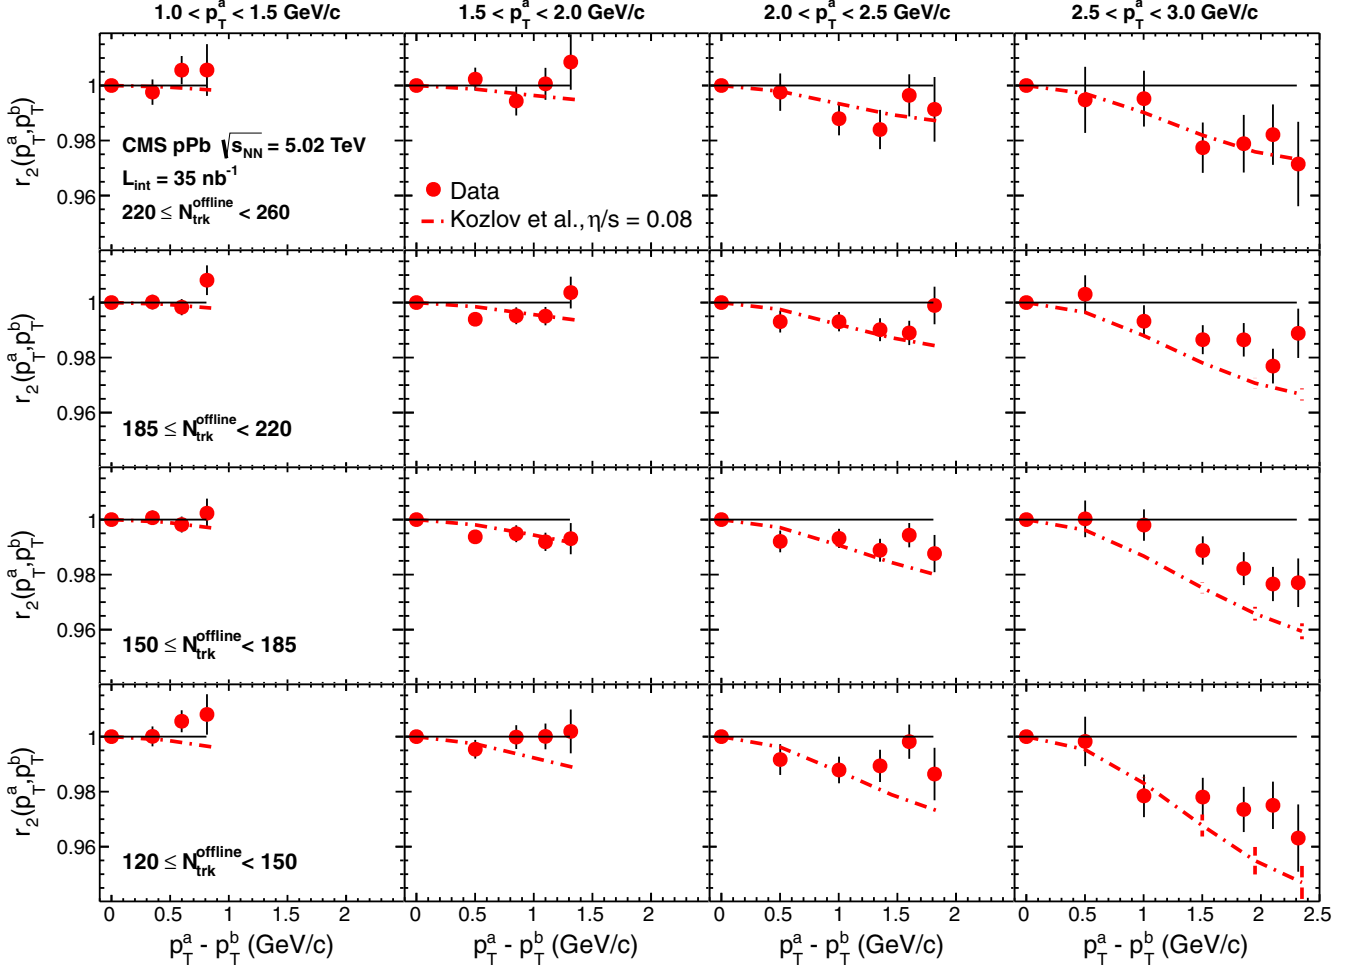 1.0 < p_T^a < 1.5 GeV/c
1.5 < p_T^a < 2.0 GeV/c
2.0 < p_T^a < 2.5 GeV/c
2.5 < p_T^a < 3.0 GeV/c
r_2(p_T^a,p_T^b)
1
0.98
0.96
CMS pPb √s_NN = 5.02 TeV
L_int = 35 nb^-1
220 ≤ N_trk^offline < 260
Data
Kozlov et al., η/s = 0.08
r_2(p_T^a,p_T^b)
1
0.98
0.96
185 ≤ N_trk^offline < 220
r_2(p_T^a,p_T^b)
1
0.98
0.96
150 ≤ N_trk^offline < 185
r_2(p_T^a,p_T^b)
1
0.98
0.96
120 ≤ N_trk^offline < 150
0 0.5 1 1.5 2
0 0.5 1 1.5 2
0 0.5 1 1.5 2
0 0.5 1 1.5 2 2.5
p_T^a - p_T^b (GeV/c)
p_T^a - p_T^b (GeV/c)
p_T^a - p_T^b (GeV/c)
p_T^a - p_T^b (GeV/c)